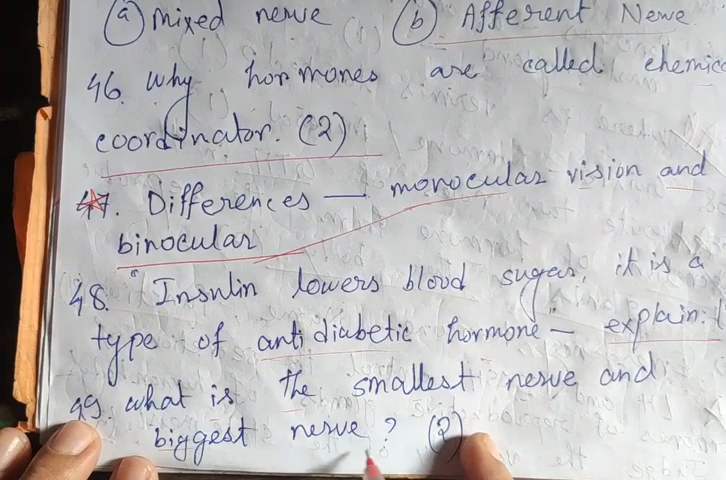 (a) Mixed nerve (b) Afferent Nerve
46. Why hormones are called chemica
coordinator. (2)
47. Differences — monocular vision and
binocular
48. "Insulin lowers blood sugar, it is a
type of antidiabetic hormone — explain.
49. what is the smallest nerve and
biggest nerve? (2)